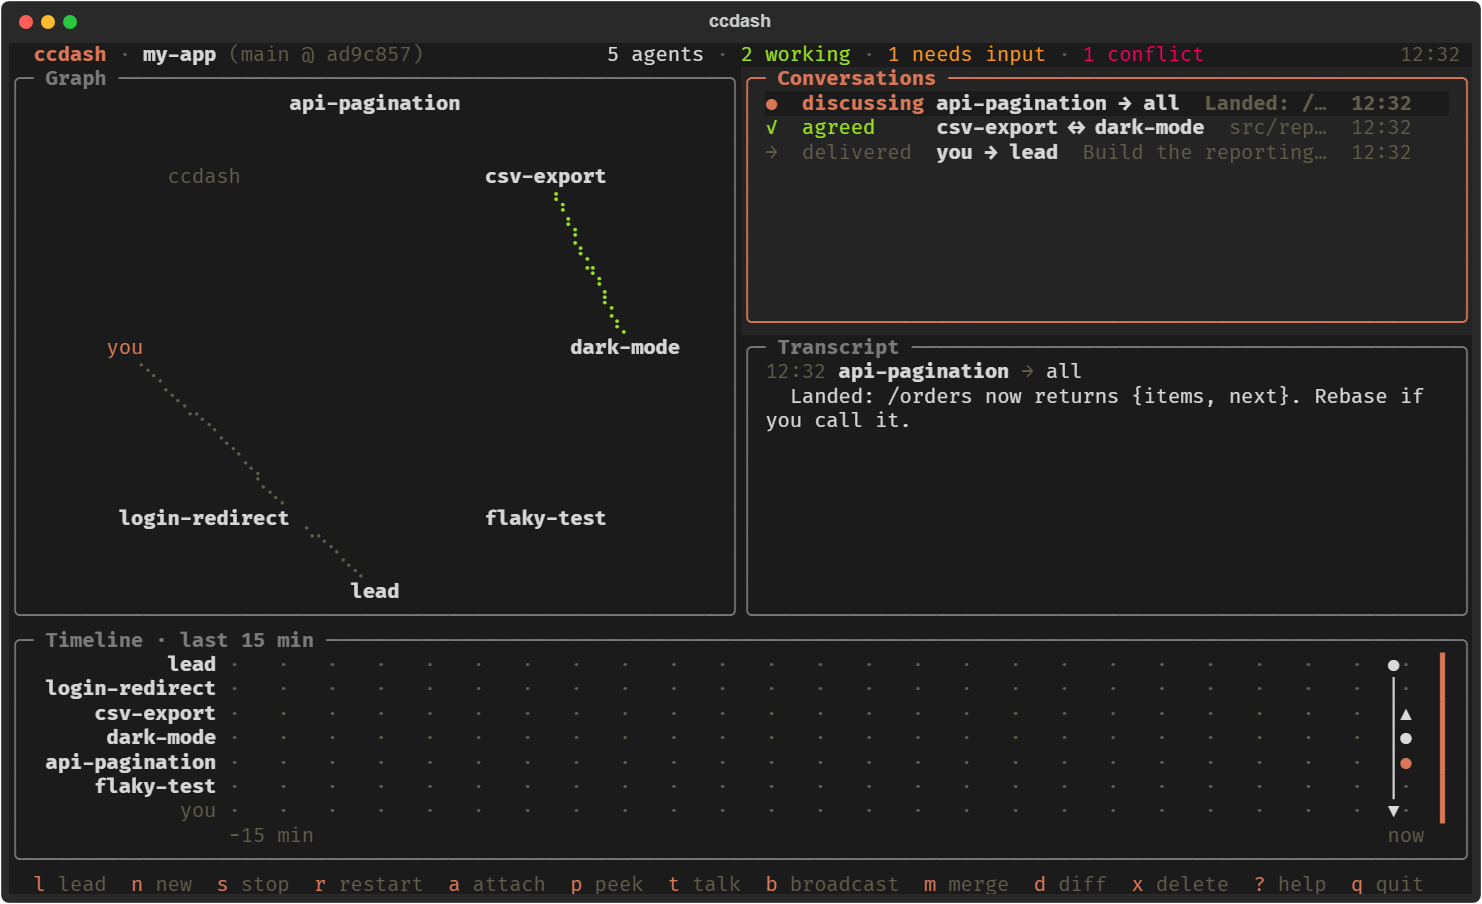 ccdash
ccdash · my-app (main @ ad9c857) 5 agents · 2 working · 1 needs input · 1 conflict 12:32
Graph
api-pagination
ccdash
csv-export
you
dark-mode
login-redirect
flaky-test
lead
Conversations
● discussing api-pagination → all Landed: /… 12:32
√ agreed csv-export ↔ dark-mode src/rep… 12:32
→ delivered you → lead Build the reporting… 12:32
Transcript
12:32 api-pagination → all
Landed: /orders now returns {items, next}. Rebase if
you call it.
Timeline · last 15 min
lead
login-redirect
csv-export
dark-mode
api-pagination
flaky-test
you
-15 min now
l lead n new s stop r restart a attach p peek t talk b broadcast m merge d diff x delete ? help q quit